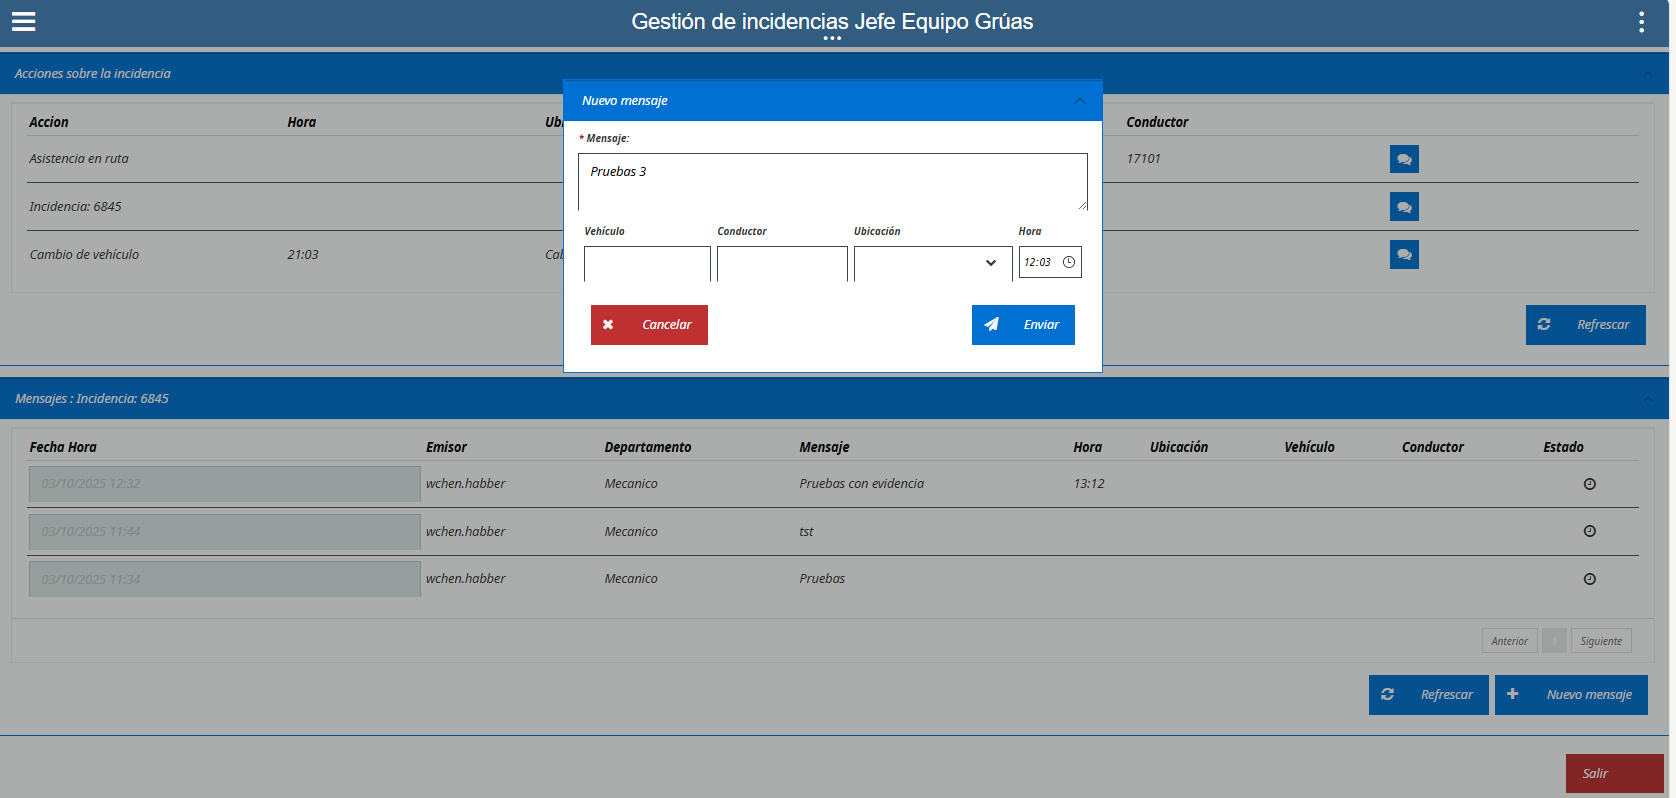 Gestión de incidencias Jefe Equipo Grúas
Acciones sobre la incidencia
Accion Hora Conductor
Asistencia en ruta 17101
Incidencia: 6845
Cambio de vehículo 21:03
Refrescar
Nuevo mensaje
* Mensaje:
Pruebas 3
Vehículo Conductor Ubicación Hora
12:03
Cancelar Enviar
Mensajes : Incidencia: 6845
Fecha Hora Emisor Departamento Mensaje Hora Ubicación Vehículo Conductor Estado
03/10/2025 12:32 wchen.habber Mecanico Pruebas con evidencia 13:12
03/10/2025 11:44 wchen.habber Mecanico tst
03/10/2025 11:34 wchen.habber Mecanico Pruebas
Anterior 1 Siguiente
Refrescar Nuevo mensaje
Salir